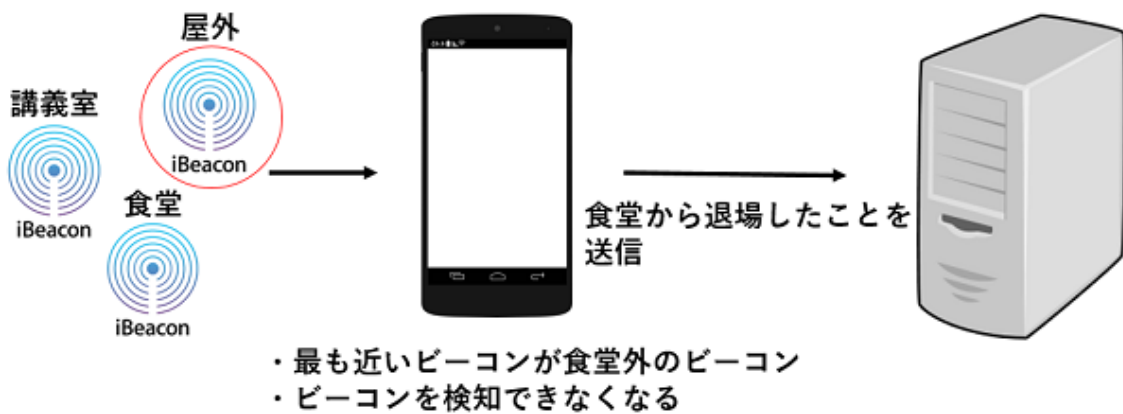 屋外
講義室
iBeacon
iBeacon
食堂
iBeacon
食堂から退場したことを
送信
・最も近いビーコンが食堂外のビーコン
・ビーコンを検知できなくなる